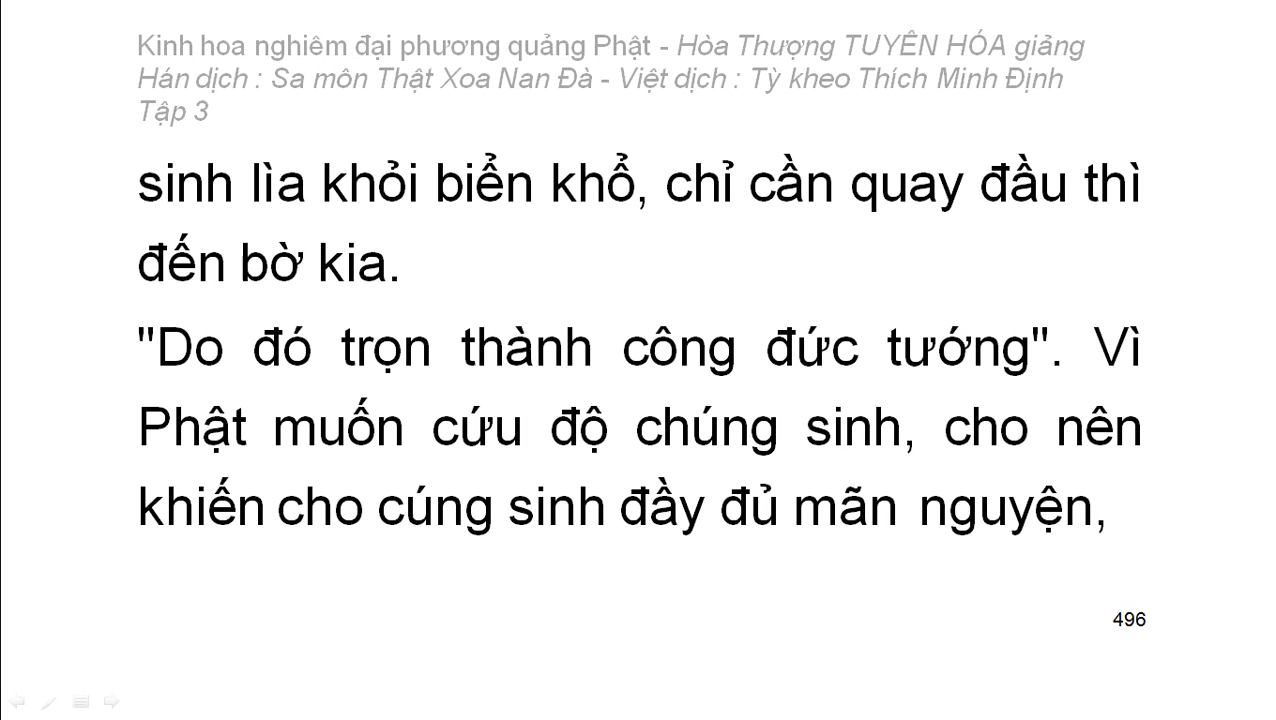 Kinh hoa nghiêm đại phương quảng Phật - Hòa Thượng TUYÊN HÓA giảng
Hán dịch : Sa môn Thật Xoa Nan Đà - Việt dịch : Tỳ kheo Thích Minh Định
Tập 3
sinh lìa khỏi biển khổ, chỉ cần quay đầu thì
đến bờ kia.
"Do đó trọn thành công đức tướng". Vì
Phật muốn cứu độ chúng sinh, cho nên
khiến cho cúng sinh đầy đủ mãn nguyện,
496